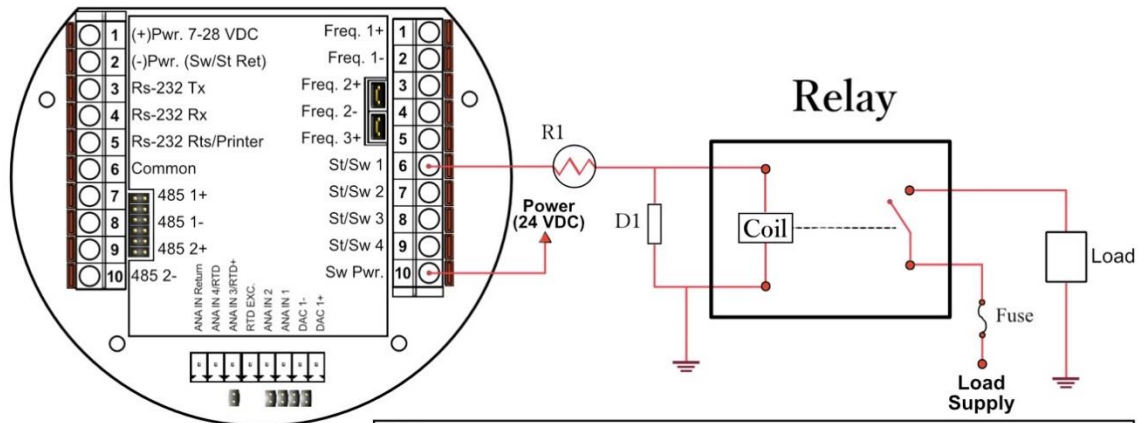 1 (+)Pwr. 7-28 VDC
2 (-)Pwr. (Sw/St Ret)
3 Rs-232 Tx
4 Rs-232 Rx
5 Rs-232 Rts/Printer
6 Common
7 485 1+
8 485 1-
9 485 2+
10 485 2-
Freq. 1+ 1
Freq. 1- 2
Freq. 2+ 3
Freq. 2- 4
Freq. 3+ 5
St/Sw 1 6
St/Sw 2 7
St/Sw 3 8
St/Sw 4 9
Sw Pwr. 10
ANA IN Return
ANA IN 4/RTD
ANA IN 3/RTD+
RTD EXC.
ANA IN 2
ANA IN 1
DAC 1-
DAC 1+
R1
Power
(24 VDC)
D1
Relay
Coil
Load
Fuse
Load
Supply